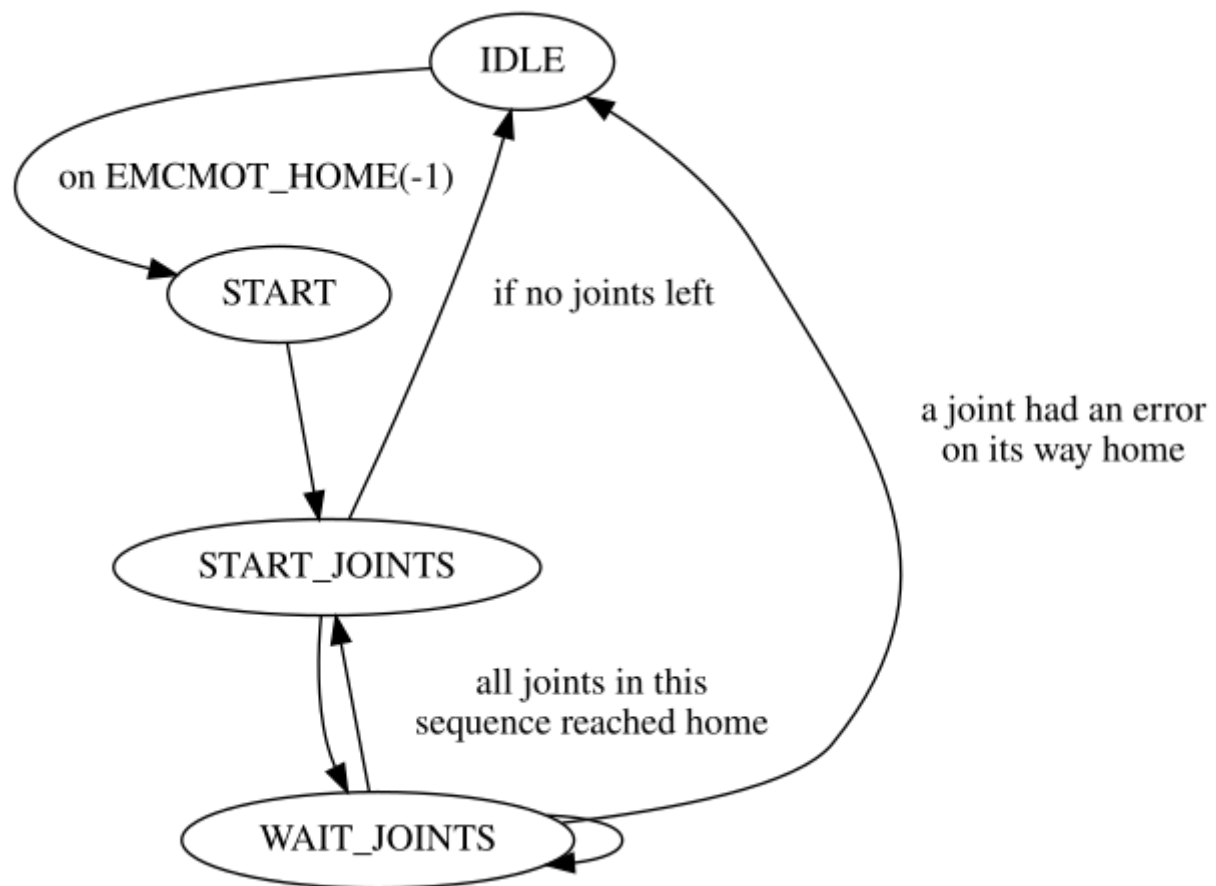 IDLE
on EMCMOT_HOME(-1)
START
if no joints left
a joint had an error
on its way home
START_JOINTS
all joints in this
sequence reached home
WAIT_JOINTS